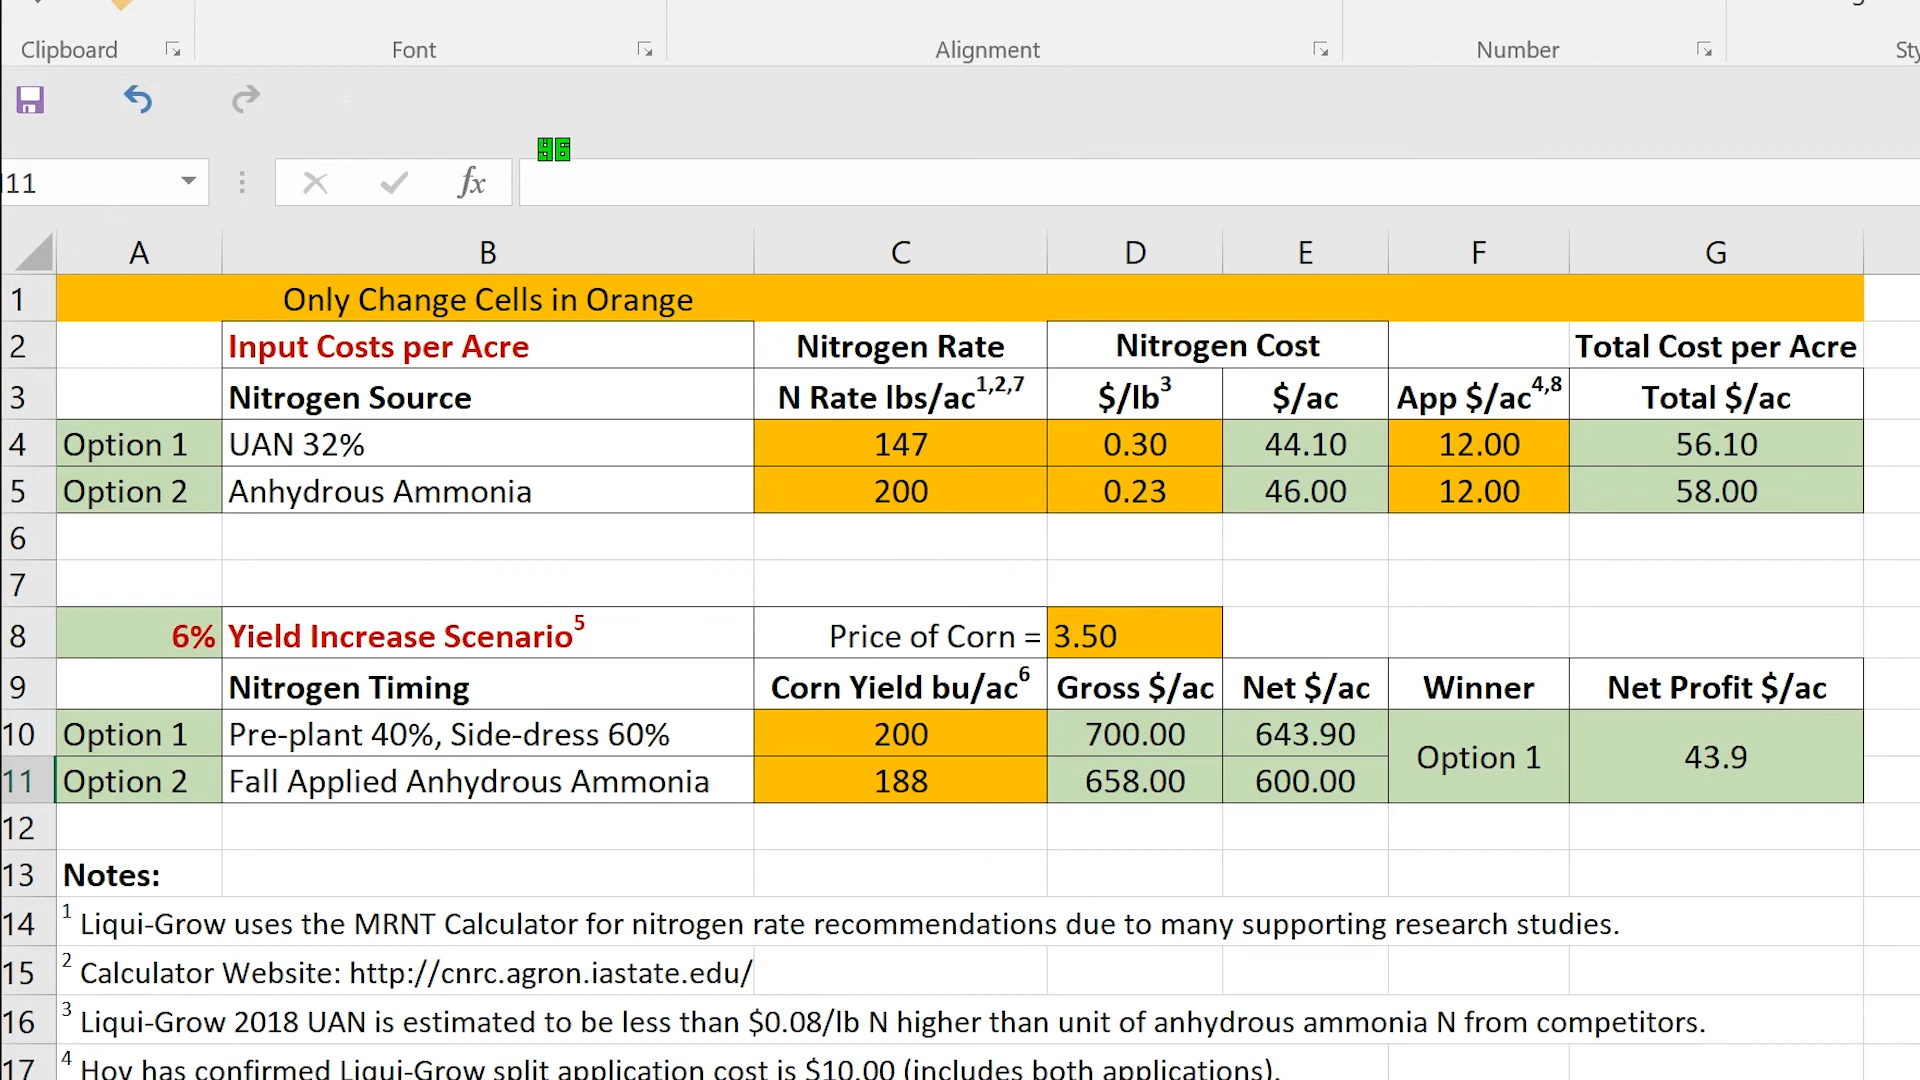 Clipboard Font Alignment Number Sty
46
11 fx
A B C D E F G
1 Only Change Cells in Orange
2 Input Costs per Acre Nitrogen Rate Nitrogen Cost Total Cost per Acre
3 Nitrogen Source N Rate lbs/ac1,2,7 $/lb3 $/ac App $/ac4,8 Total $/ac
4 Option 1 UAN 32% 147 0.30 44.10 12.00 56.10
5 Option 2 Anhydrous Ammonia 200 0.23 46.00 12.00 58.00
6
7
8 6% Yield Increase Scenario5 Price of Corn = 3.50
9 Nitrogen Timing Corn Yield bu/ac6 Gross $/ac Net $/ac Winner Net Profit $/ac
10 Option 1 Pre-plant 40%, Side-dress 60% 200 700.00 643.90 Option 1 43.9
11 Option 2 Fall Applied Anhydrous Ammonia 188 658.00 600.00
12
13 Notes:
14 1 Liqui-Grow uses the MRNT Calculator for nitrogen rate recommendations due to many supporting research studies.
15 2 Calculator Website: http://cnrc.agron.iastate.edu/
16 3 Liqui-Grow 2018 UAN is estimated to be less than $0.08/lb N higher than unit of anhydrous ammonia N from competitors.
17 4 Hoy has confirmed Liqui-Grow split application cost is $10.00 (includes both applications).